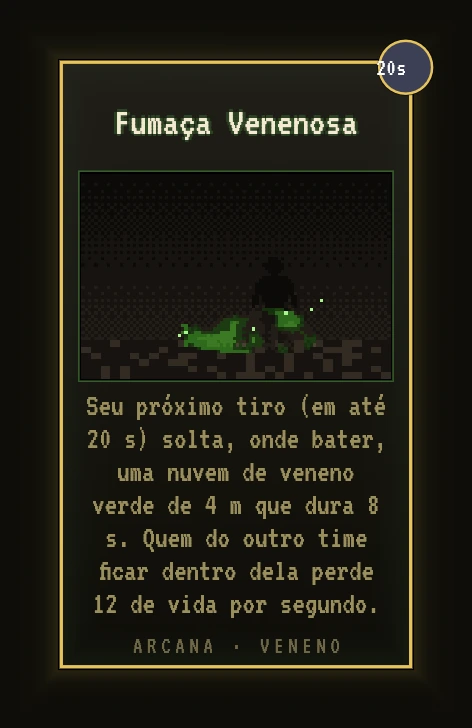 20s
Fumaça Venenosa
Seu próximo tiro (em até
20 s) solta, onde bater,
uma nuvem de veneno
verde de 4 m que dura 8
s. Quem do outro time
ficar dentro dela perde
12 de vida por segundo.
ARCANA · VENENO